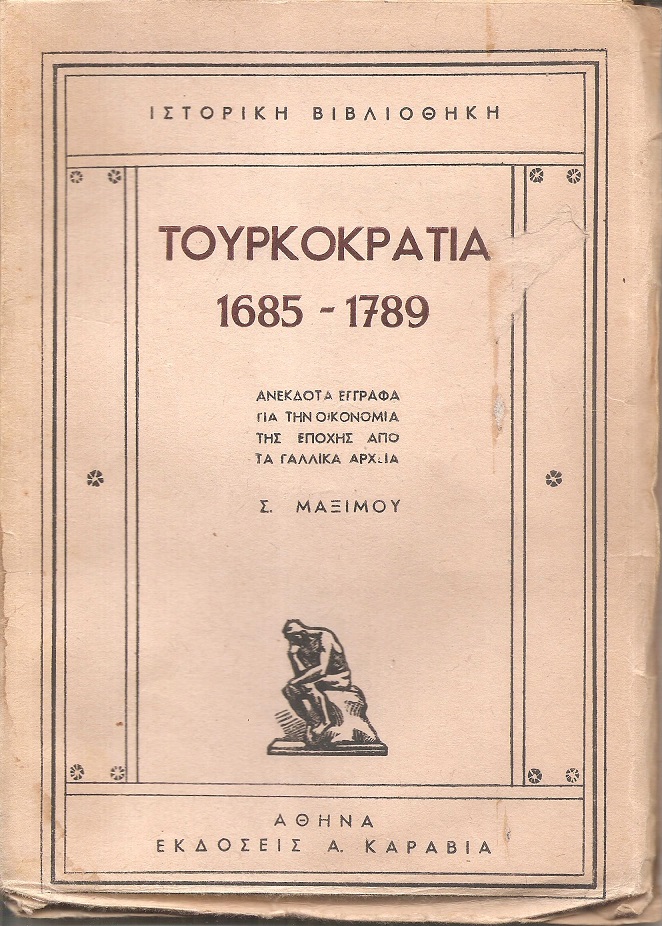 ΙΣΤΟΡΙΚΗ ΒΙΒΛΙΟΘΗΚΗ
ΤΟΥΡΚΟΚΡΑΤΙΑ
1685 - 1789
ΑΝΕΚΔΟΤΑ ΕΓΓΡΑΦΑ
ΓΙΑ ΤΗΝ ΟΙΚΟΝΟΜΙΑ
ΤΗΣ ΕΠΟΧΗΣ ΑΠΟ
ΤΑ ΓΑΛΛΙΚΑ ΑΡΧΕΙΑ
Σ. ΜΑΞΙΜΟΥ
ΑΘΗΝΑ
ΕΚΔΟΣΕΙΣ Α. ΚΑΡΑΒΙΑ